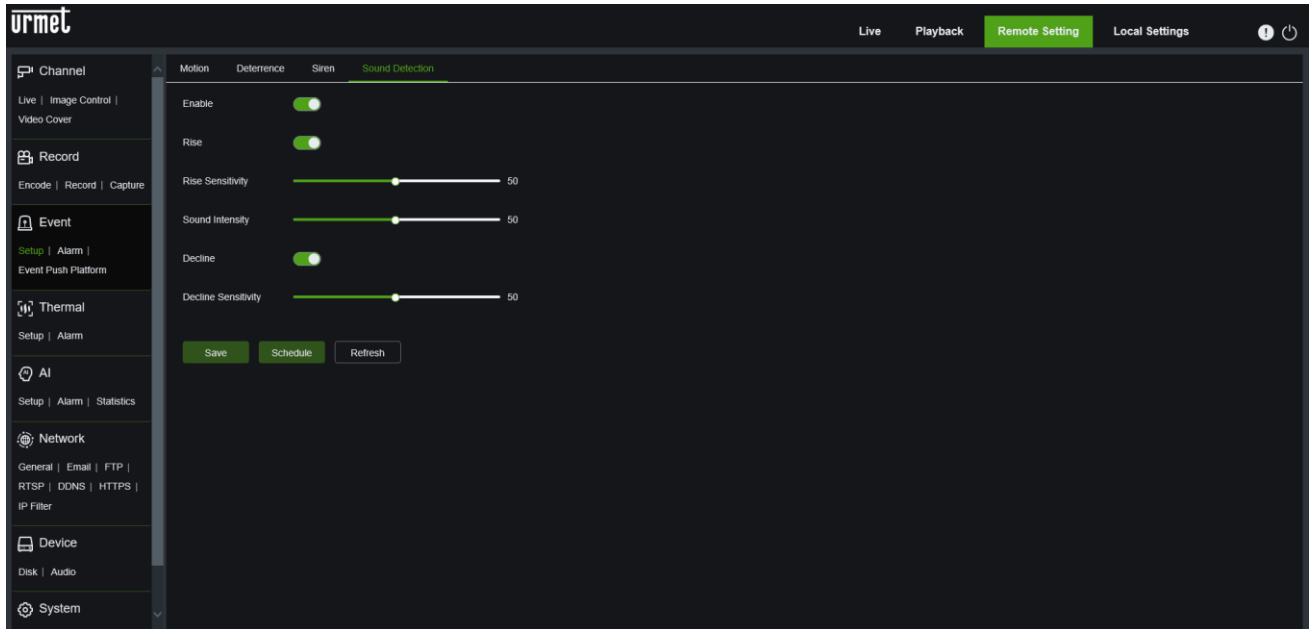 urmet
Live Playback Remote Setting Local Settings
Channel
Live | Image Control |
Video Cover
Record
Encode | Record | Capture
Event
Setup | Alarm |
Event Push Platform
Thermal
Setup | Alarm
AI
Setup | Alarm | Statistics
Network
General | Email | FTP |
RTSP | DDNS | HTTPS |
IP Filter
Device
Disk | Audio
System
Motion Deterrence Siren Sound Detection
Enable
Rise
Rise Sensitivity 50
Sound Intensity 50
Decline
Decline Sensitivity 50
Save Schedule Refresh